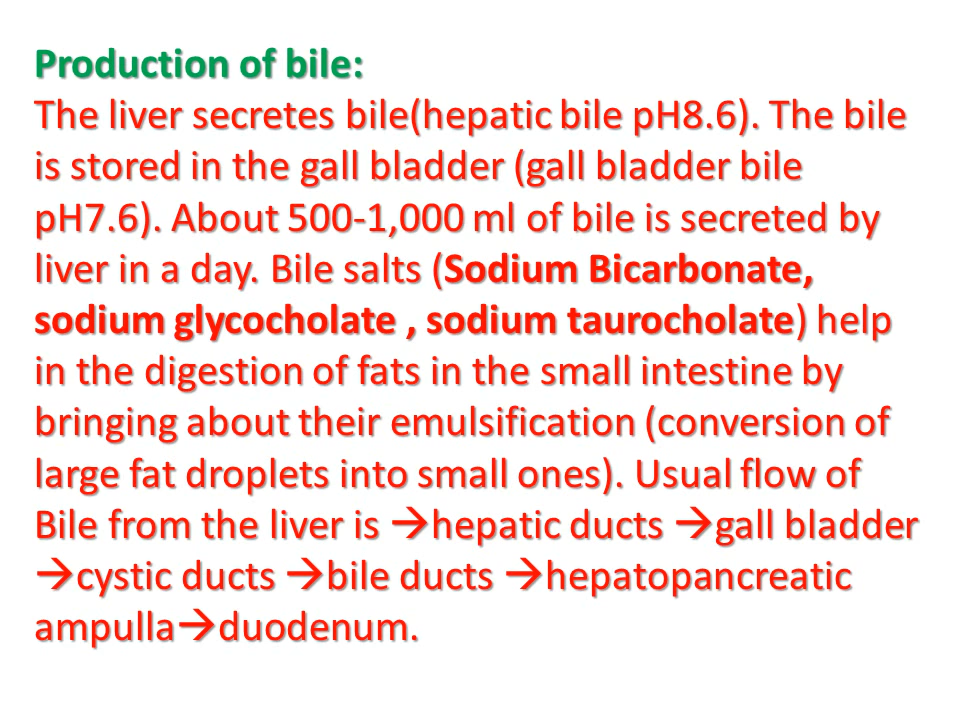 Production of bile:
The liver secretes bile(hepatic bile pH8.6). The bile
is stored in the gall bladder (gall bladder bile
pH7.6). About 500-1,000 ml of bile is secreted by
liver in a day. Bile salts (Sodium Bicarbonate,
sodium glycocholate , sodium taurocholate) help
in the digestion of fats in the small intestine by
bringing about their emulsification (conversion of
large fat droplets into small ones). Usual flow of
Bile from the liver is →hepatic ducts →gall bladder
→cystic ducts →bile ducts →hepatopancreatic
ampulla→duodenum.